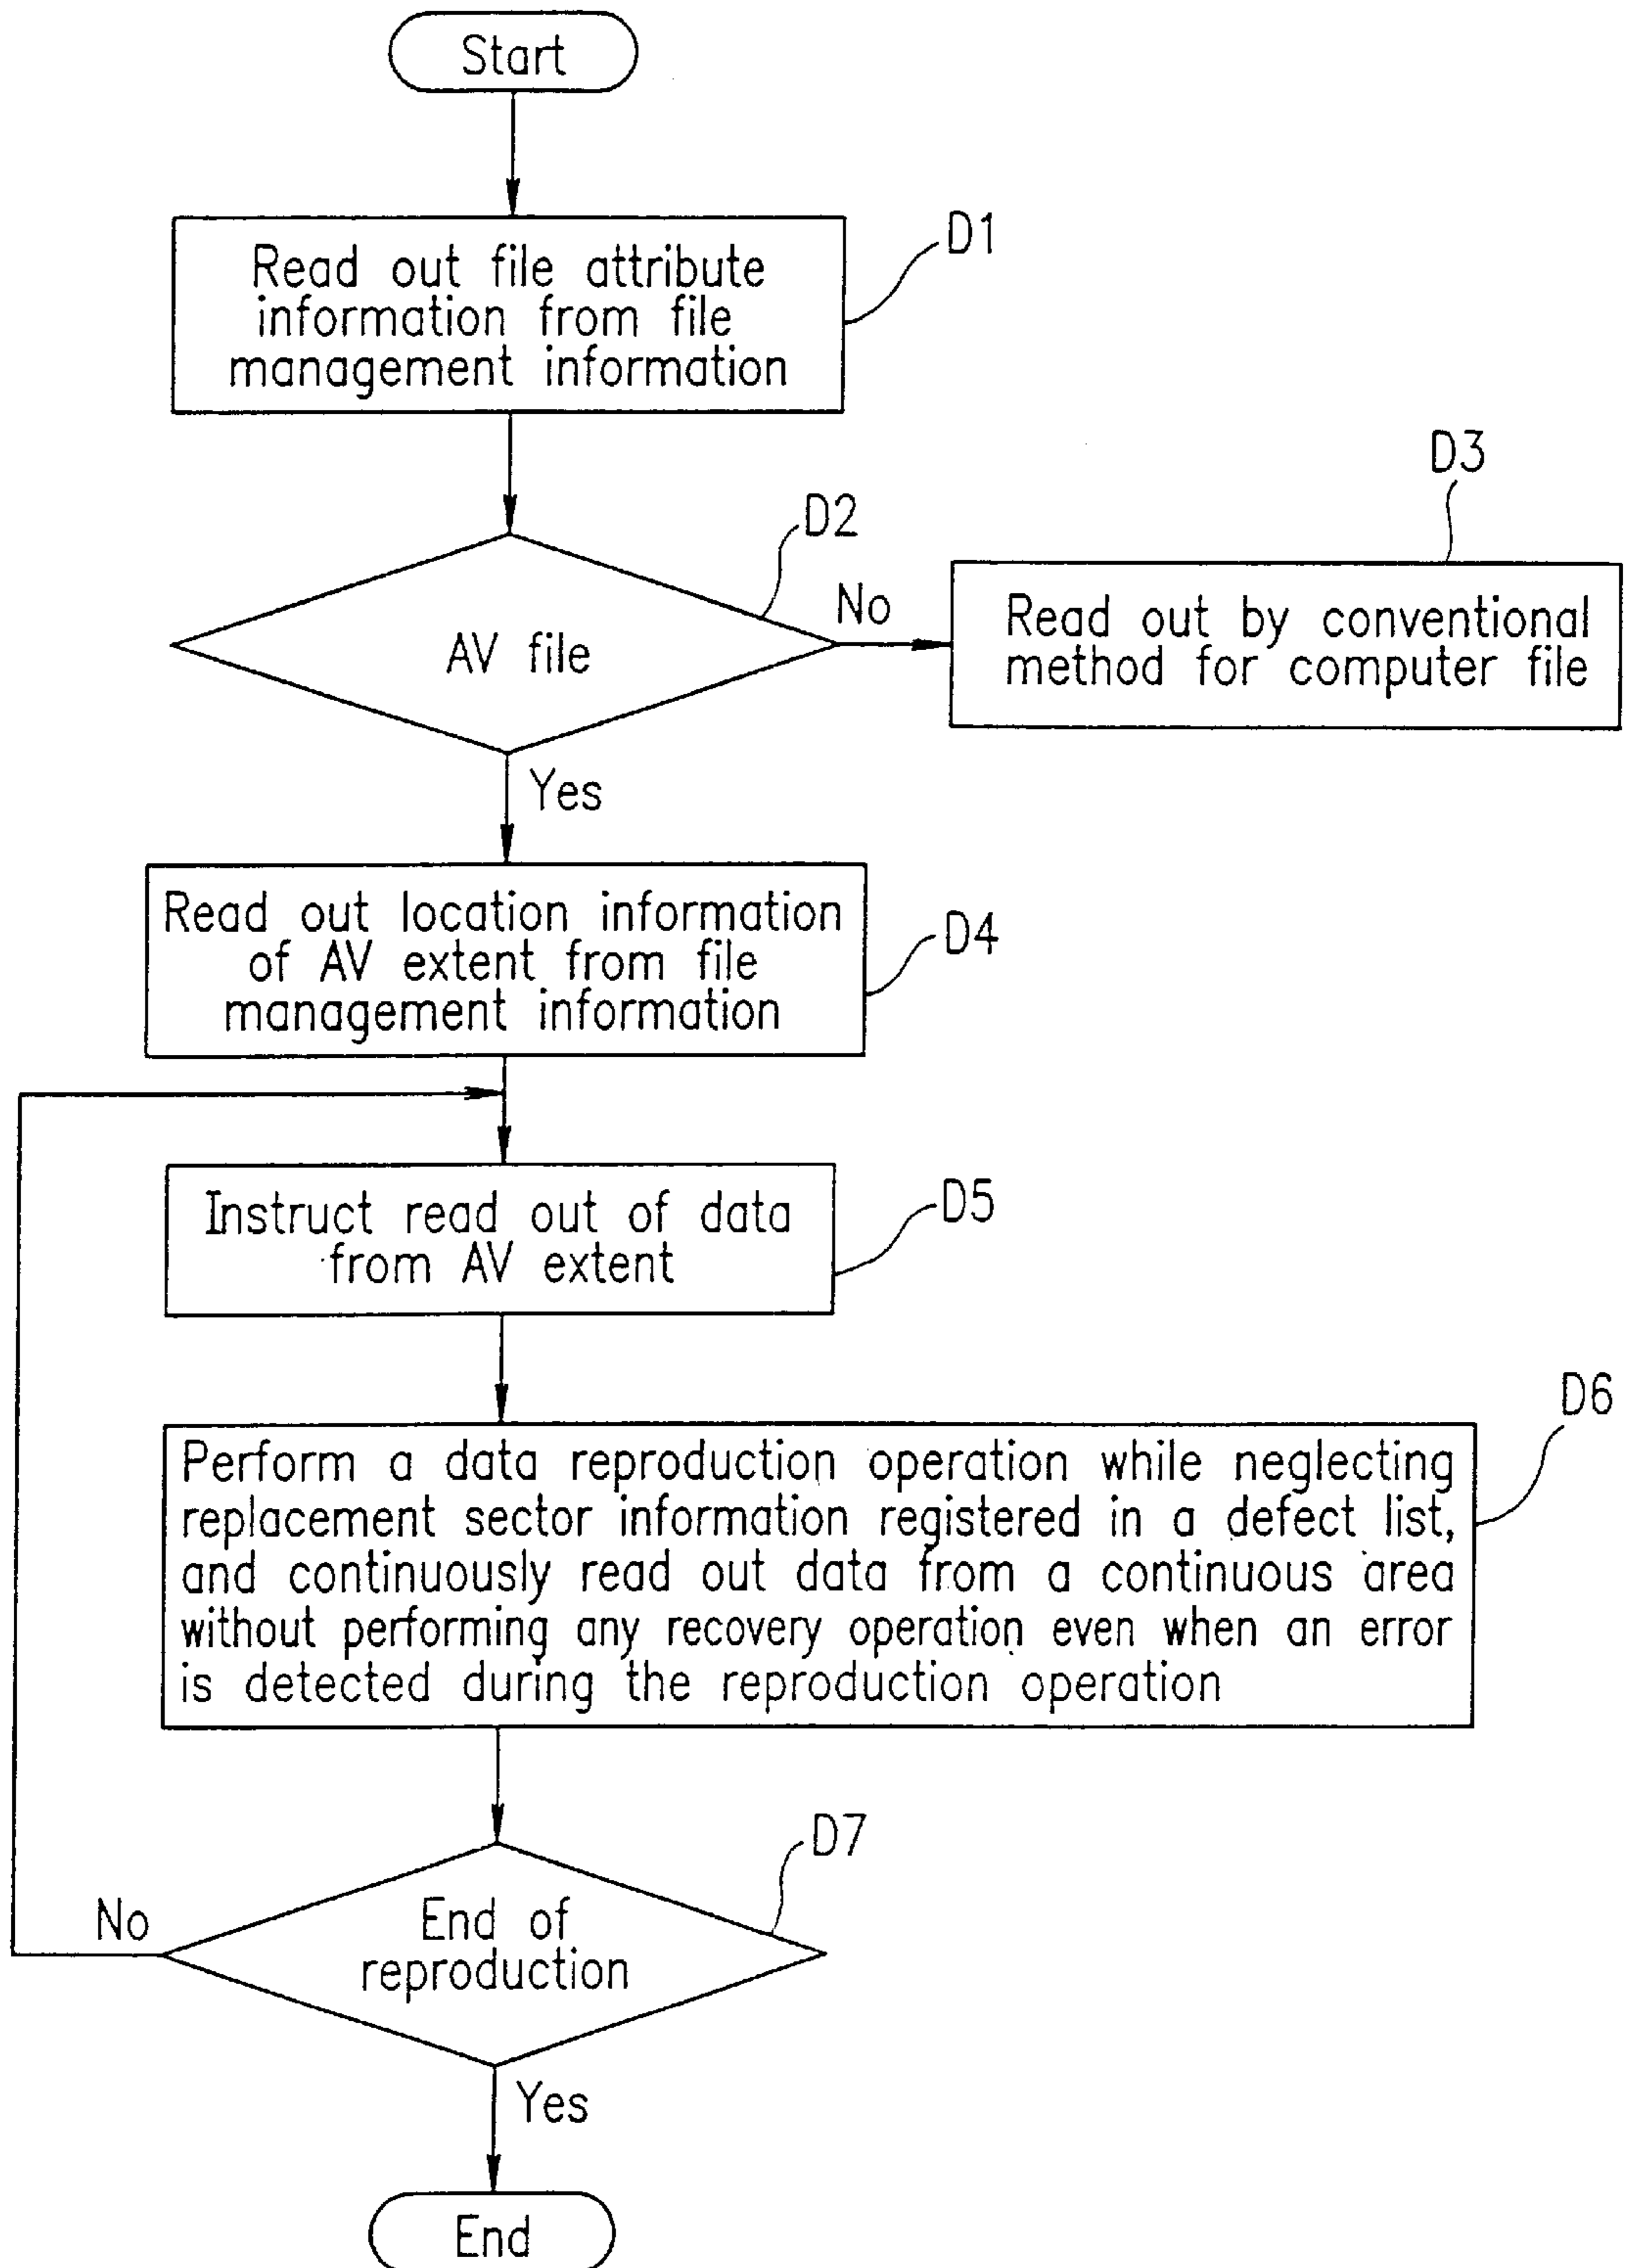 Start
Read out file attribute
information from file
management information
D1
D2
AV file
No
D3
Read out by conventional
method for computer file
Yes
Read out location information
of AV extent from file
management information
D4
Instruct read out of data
from AV extent
D5
D6
Perform a data reproduction operation while neglecting
replacement sector information registered in a defect list,
and continuously read out data from a continuous area
without performing any recovery operation even when an error
is detected during the reproduction operation
D7
End of
reproduction
No
Yes
End